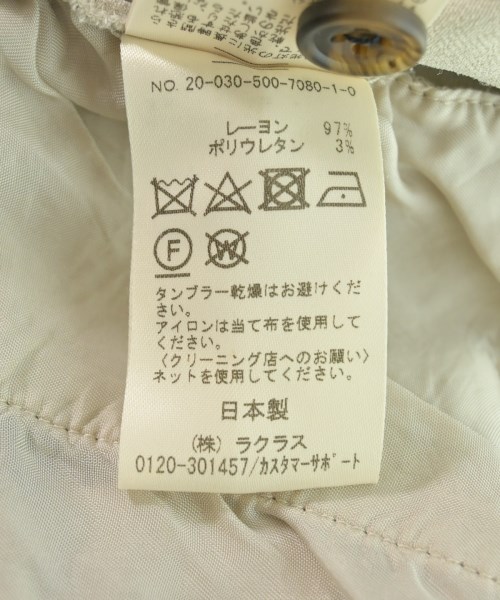 NO. 20-030-500-7080-1-0
レーヨン 97%
ポリウレタン 3%
F
W
タンブラー乾燥はお避けくだ
さい。
アイロンは当て布を使用して
ください。
〈クリーニング店へのお願い〉
ネットを使用してください。
日本製
(株) ラクラス
0120-301457/カスタマーサポート